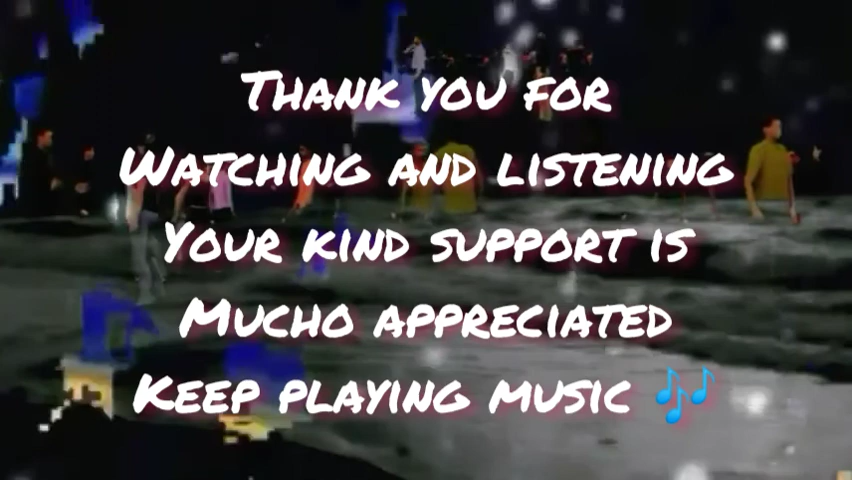 Thank you for
Watching and listening
Your kind support is
Mucho appreciated
Keep playing music 🎶